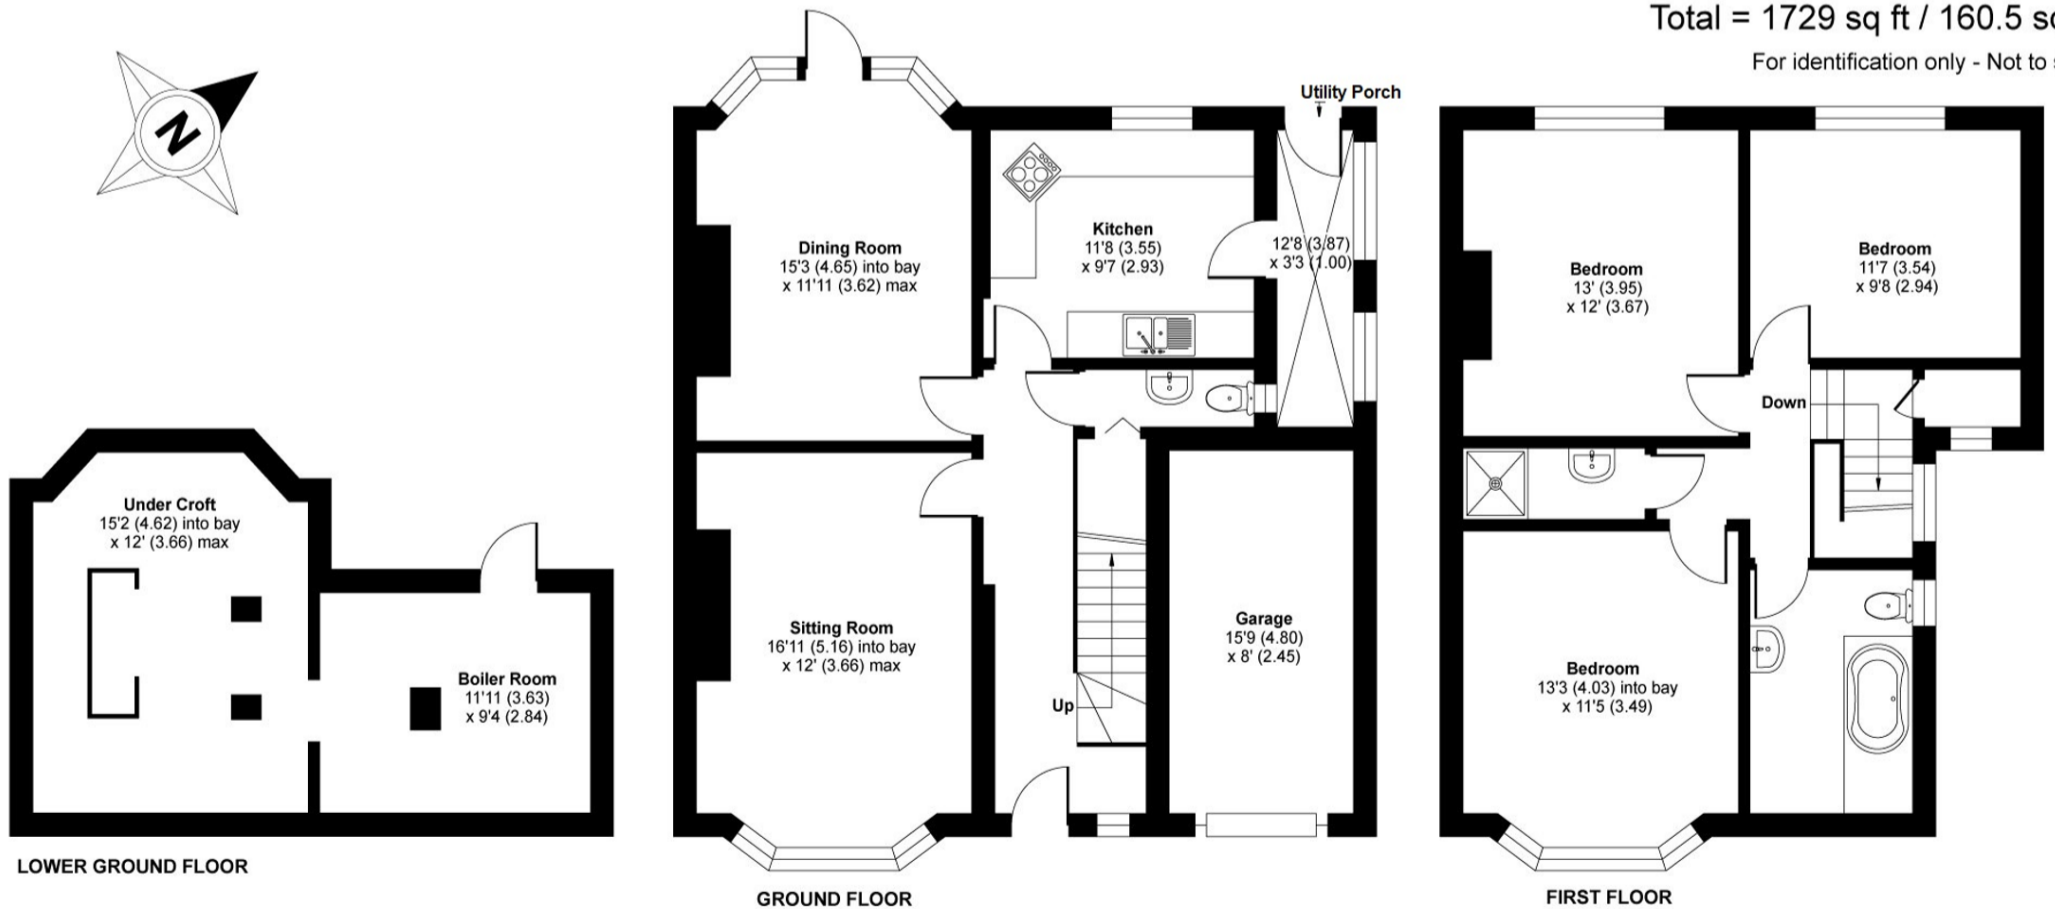 Total = 1729 sq ft / 160.5
For identification only - Not to
N
Utility Porch
Dining Room
15'3 (4.65) into bay
x 11'11 (3.62) max
Kitchen
11'8 (3.55)
x 9'7 (2.93)
12'8 (3.87)
x 3'3 (1.00)
Bedroom
13' (3.95)
x 12' (3.67)
Bedroom
11'7 (3.54)
x 9'8 (2.94)
Down
Under Croft
15'2 (4.62) into bay
x 12' (3.66) max
Boiler Room
11'11 (3.63)
x 9'4 (2.84)
Sitting Room
16'11 (5.16) into bay
x 12' (3.66) max
Up
Garage
15'9 (4.80)
x 8' (2.45)
Bedroom
13'3 (4.03) into bay
x 11'5 (3.49)
LOWER GROUND FLOOR
GROUND FLOOR
FIRST FLOOR